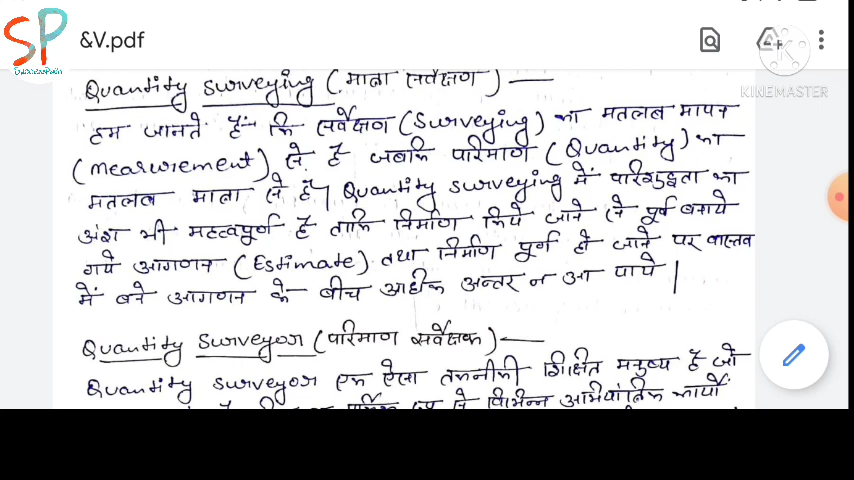 SP
SuccessPath
&V.pdf
KINEMASTER
Quantity surveying (मात्रा सर्वेक्षण) —
हम जानते हैं कि सर्वेक्षण (surveying) का मतलब मापन
(measurement) से है जबकि परिमाण (Quantity) का
मतलब मात्रा से है। Quantity surveying में परिशुद्धता का
अंश भी महत्वपूर्ण है ताकि निर्माण किये जाने से पूर्व बनाये
गये आगणन (Estimate) तथा निर्माण पूर्ण हो जाने पर वास्तव
में बने आगणन के बीच अधिक अन्तर न आ पाये |
Quantity surveyor (परिमाण सर्वेक्षक) —
Quantity surveyor एक ऐसा तकनीकी शिक्षित मनुष्य है जो
से विभिन्न अभियांत्रिक कार्यों